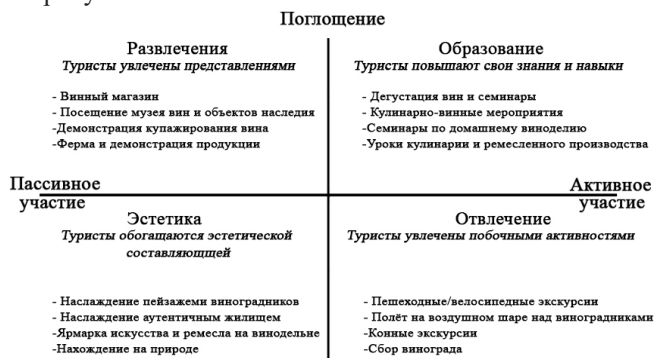 Поглощение
Развлечения
Туристы увлечены представлениями
- Винный магазин
- Посещение музея вин и объектов наследия
-Демонстрация купажирования вина
-Ферма и демонстрация продукции
Образование
Туристы повышают свои знания и навыки
- Дегустация вин и семинары
- Кулинарно-винные мероприятия
-Семинары по домашнему виноделию
-Уроки кулинарии и ремесленного производства
Пассивное
участие
Активное
участие
Эстетика
Туристы обогащаются эстетической
составляющщей
- Наслаждение пейзажеми виноградников
- Наслаждение аутентичным жилищем
-Ярмарка искусства и ремесла на винодельне
-Нахождение на природе
Отвлечение
Туристы увлечены побочными активностями
- Пешеходные/велосипедные экскурсии
- Полёт на воздушном шаре над виноградниками
-Конные экскурсии
-Сбор винограда